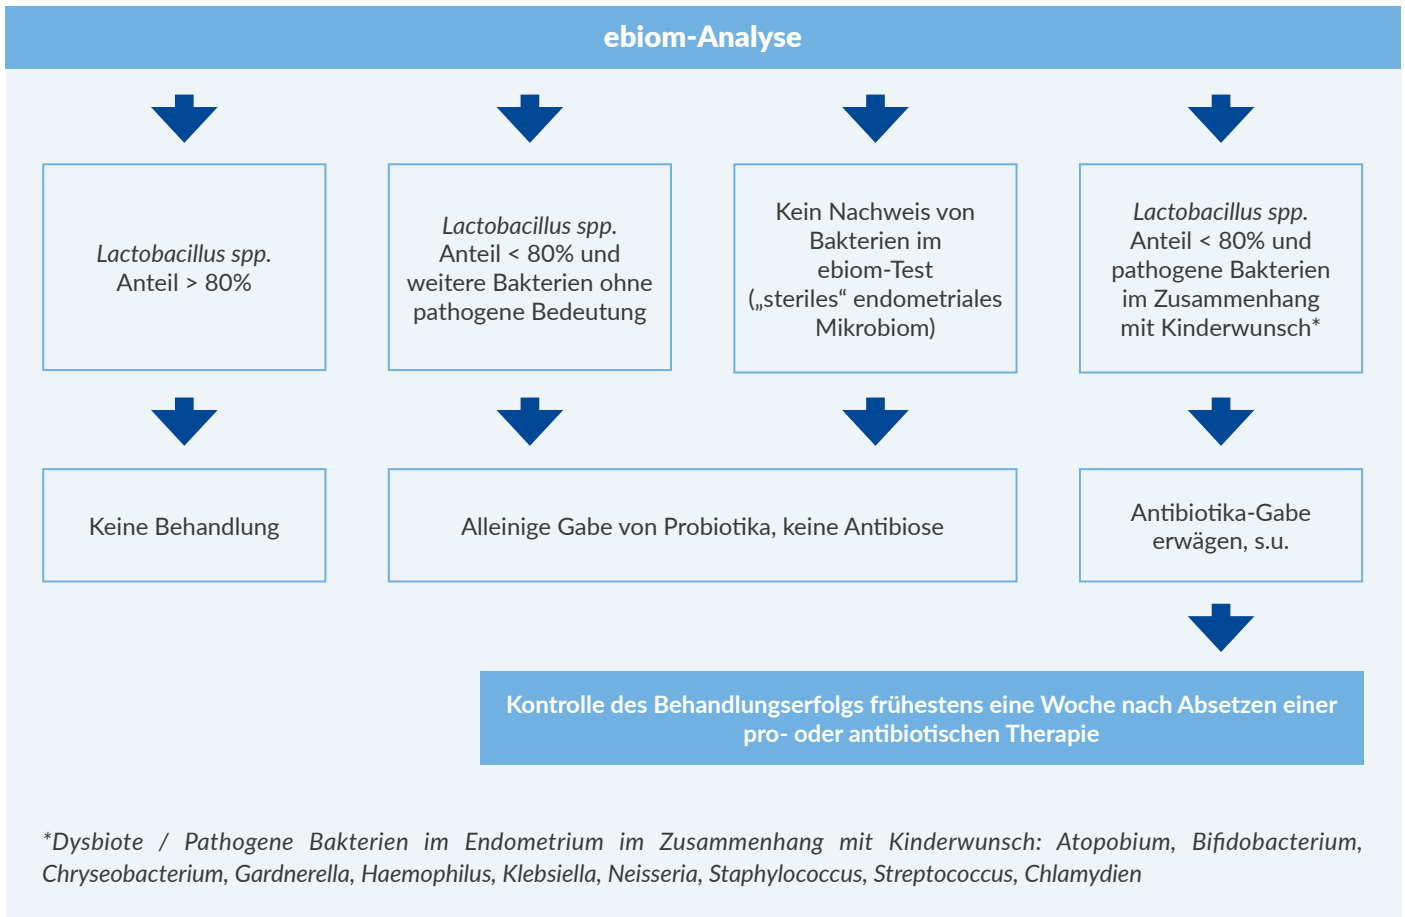 ebiom-Analyse
Lactobacillus spp.
Anteil > 80%
Lactobacillus spp.
Anteil < 80% und
weitere Bakterien ohne
pathogene Bedeutung
Kein Nachweis von
Bakterien im
ebiom-Test
(„steriles“ endometriales
Mikrobiom)
Lactobacillus spp.
Anteil < 80% und
pathogene Bakterien
im Zusammenhang
mit Kinderwunsch*
Keine Behandlung
Alleinige Gabe von Probiotika, keine Antibiose
Antibiotika-Gabe
erwägen, s.u.
Kontrolle des Behandlungserfolgs frühestens eine Woche nach Absetzen einer
pro- oder antibiotischen Therapie
*Dysbiote / Pathogene Bakterien im Endometrium im Zusammenhang mit Kinderwunsch: Atopobium, Bifidobacterium,
Chryseobacterium, Gardnerella, Haemophilus, Klebsiella, Neisseria, Staphylococcus, Streptococcus, Chlamydien